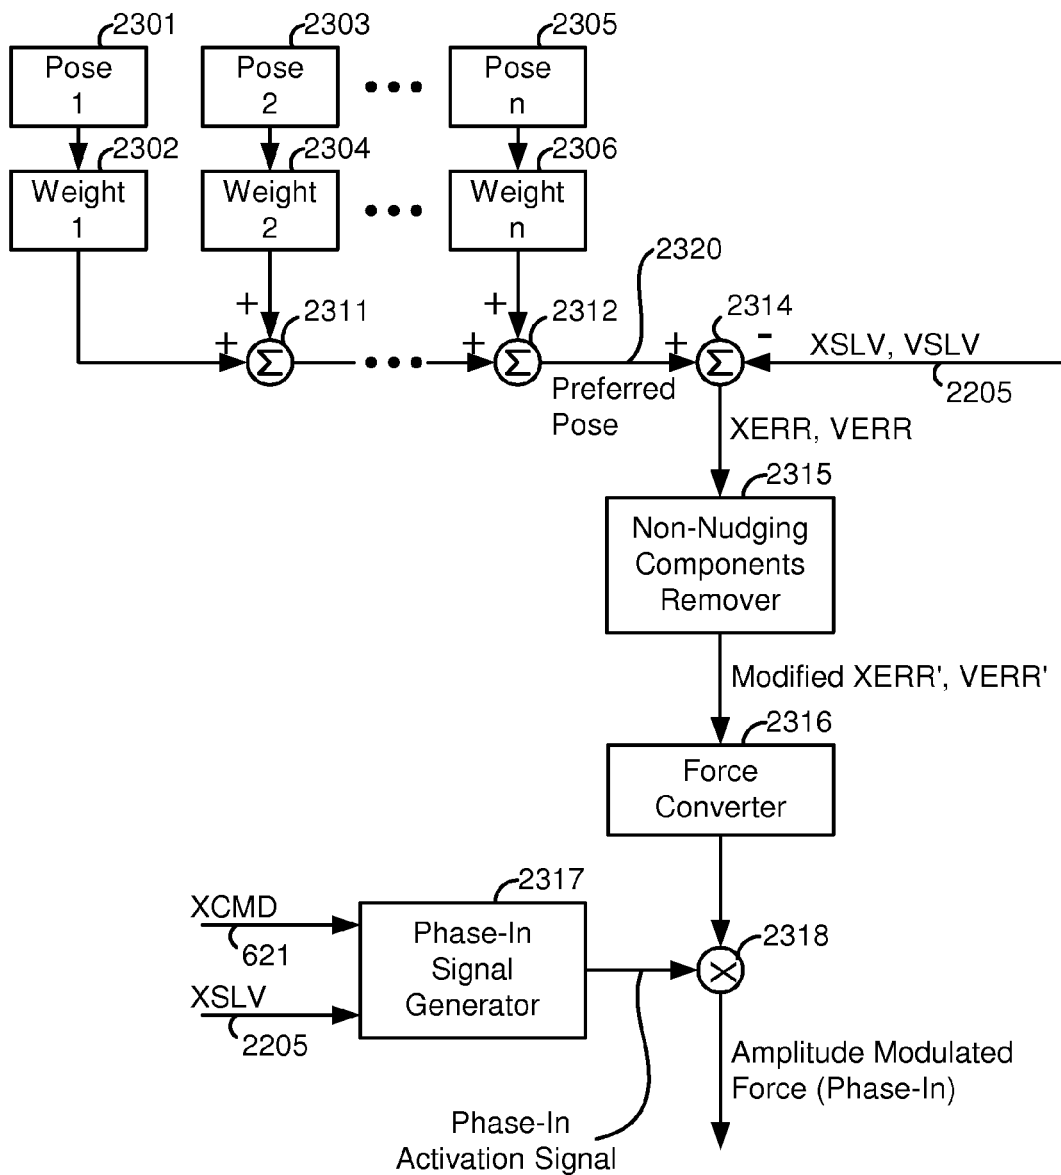 2301
2303
2305
Pose
1
Pose
2
Pose
n
2302
2304
2306
Weight
1
Weight
2
Weight
n
2320
+
2311
+
2312
2314
+
Σ
+
Σ
+
Σ
-
XSLV, VSLV
2205
Preferred
Pose
XERR, VERR
2315
Non-Nudging
Components
Remover
Modified XERR', VERR'
2316
Force
Converter
2317
XCMD
621
Phase-In
Signal
Generator
2318
X
XSLV
2205
Amplitude Modulated
Force (Phase-In)
Phase-In
Activation Signal